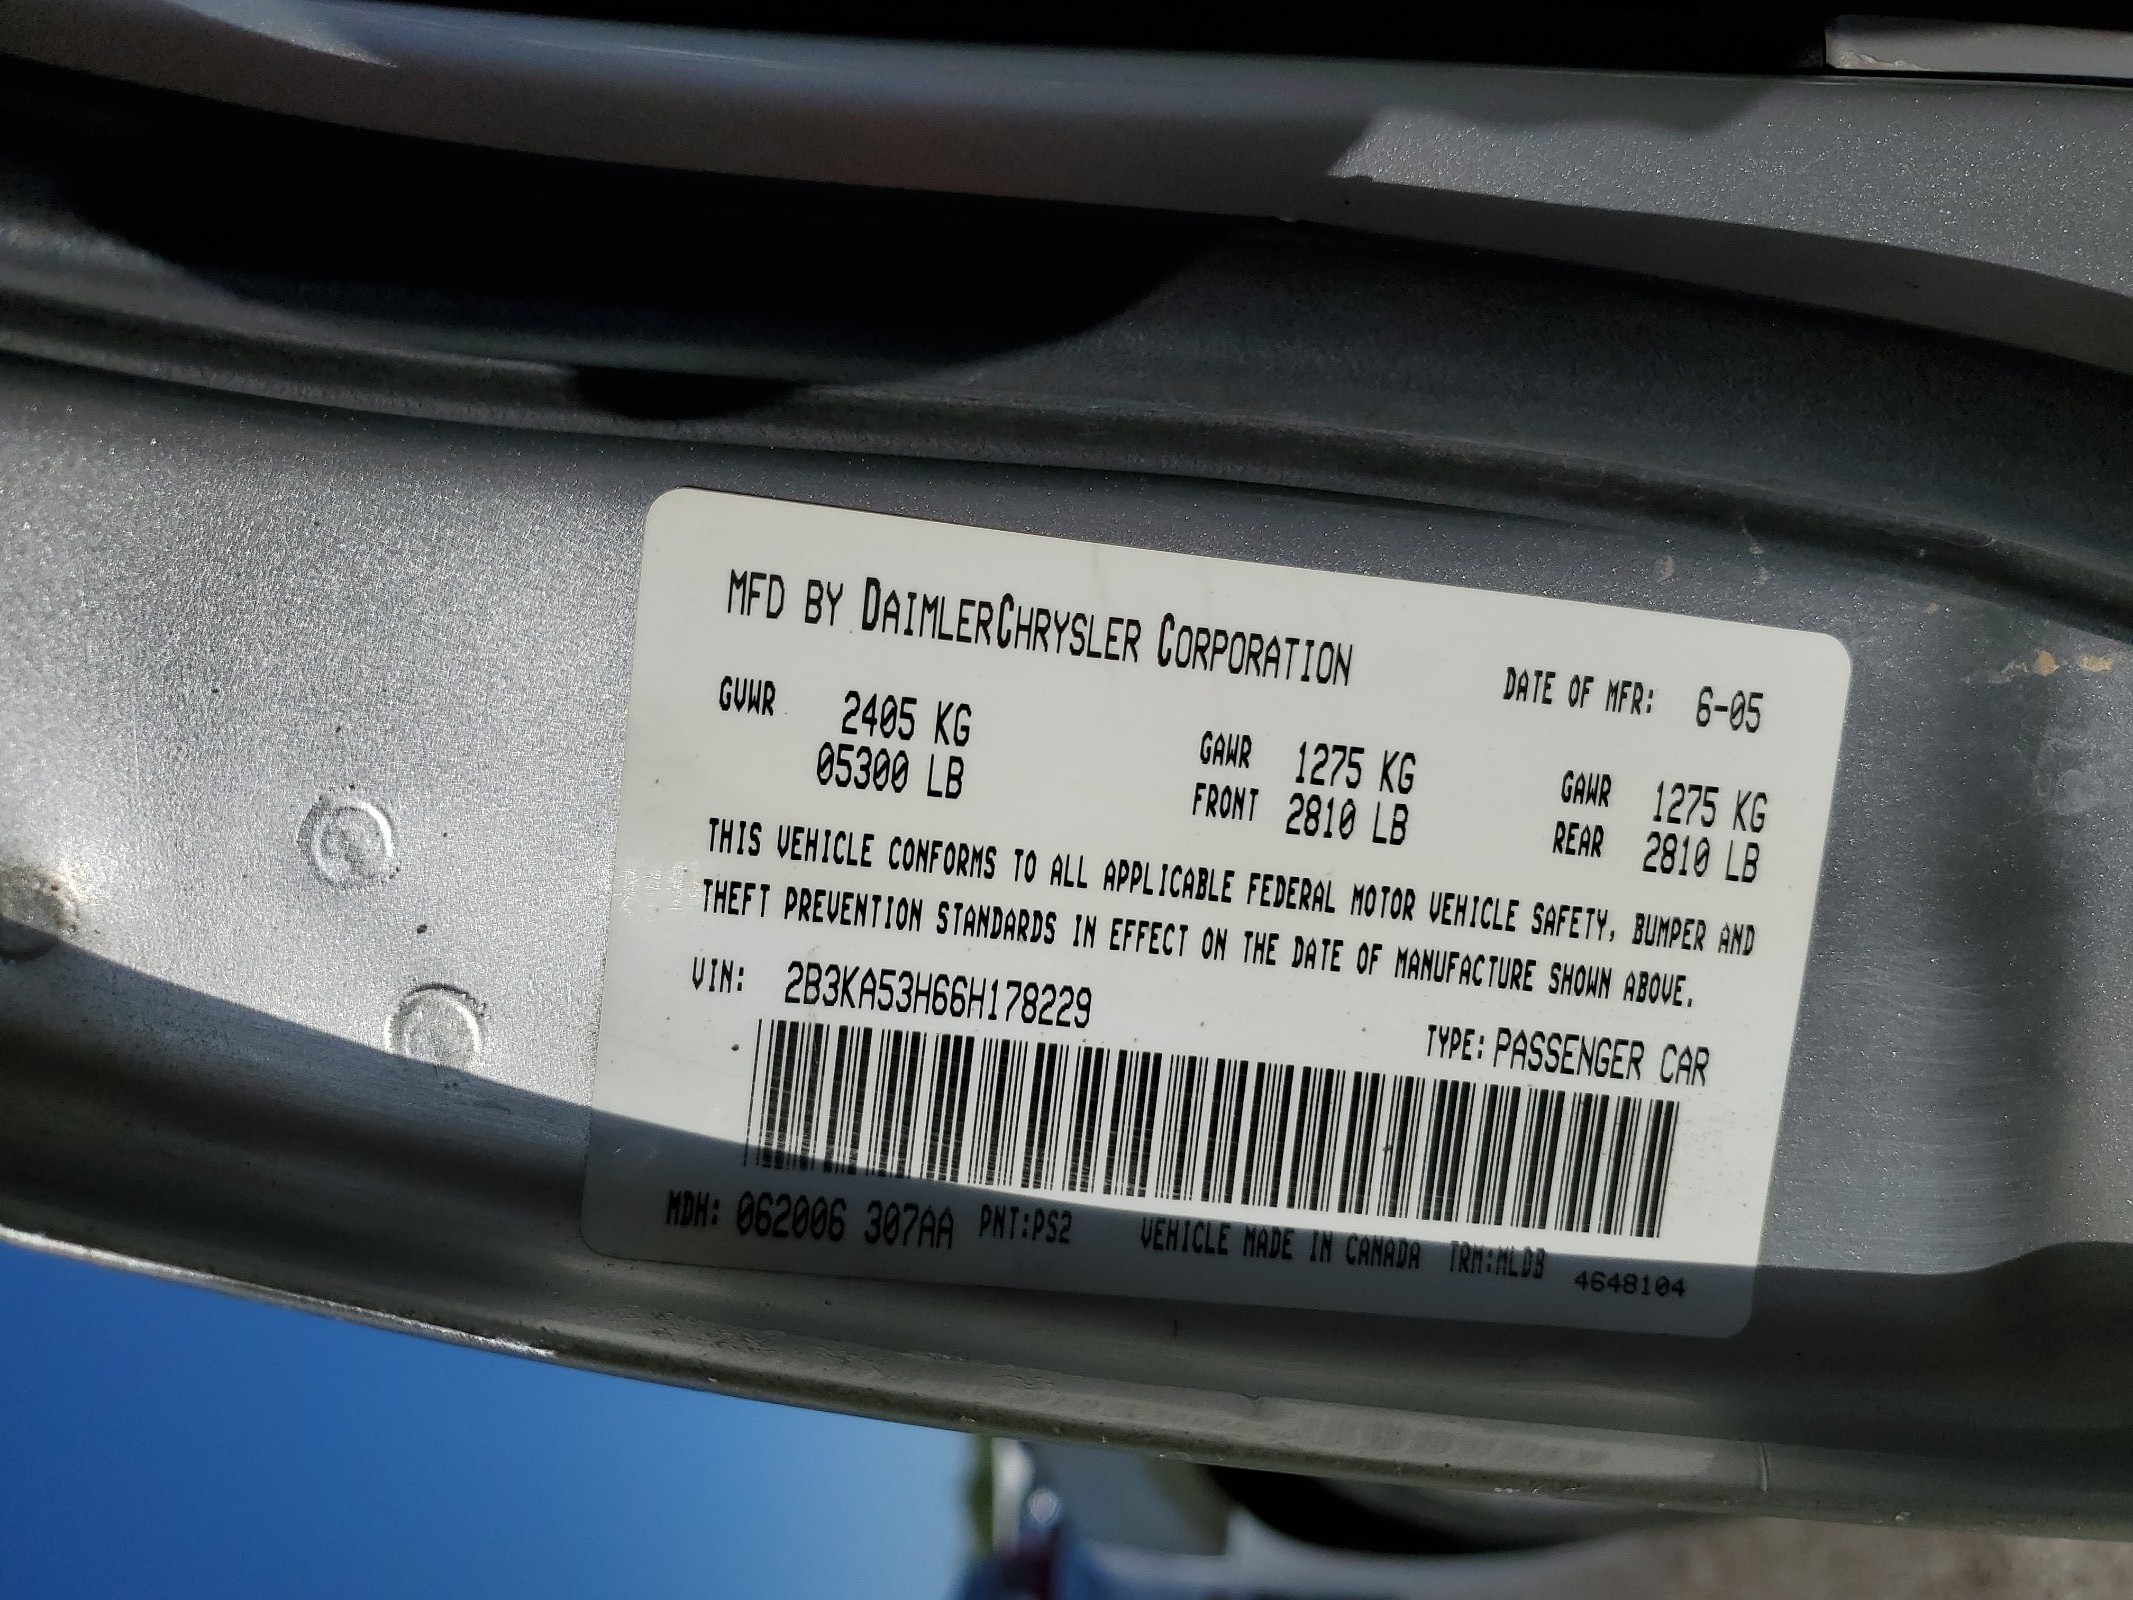 MFD BY DAIMLERCHRYSLER CORPORATION DATE OF MFR: 6-05
GVWR 2405 KG GAWR 1275 KG GAWR 1275 KG
05300 LB FRONT 2810 LB REAR 2810 LB
THIS VEHICLE CONFORMS TO ALL APPLICABLE FEDERAL MOTOR VEHICLE SAFETY, BUMPER AND
THEFT PREVENTION STANDARDS IN EFFECT ON THE DATE OF MANUFACTURE SHOWN ABOVE.
VIN: 2B3KA53H66H178229 TYPE: PASSENGER CAR
MDH: 062006 307AA PNT:PS2 VEHICLE MADE IN CANADA TRM:MLDB 4648104